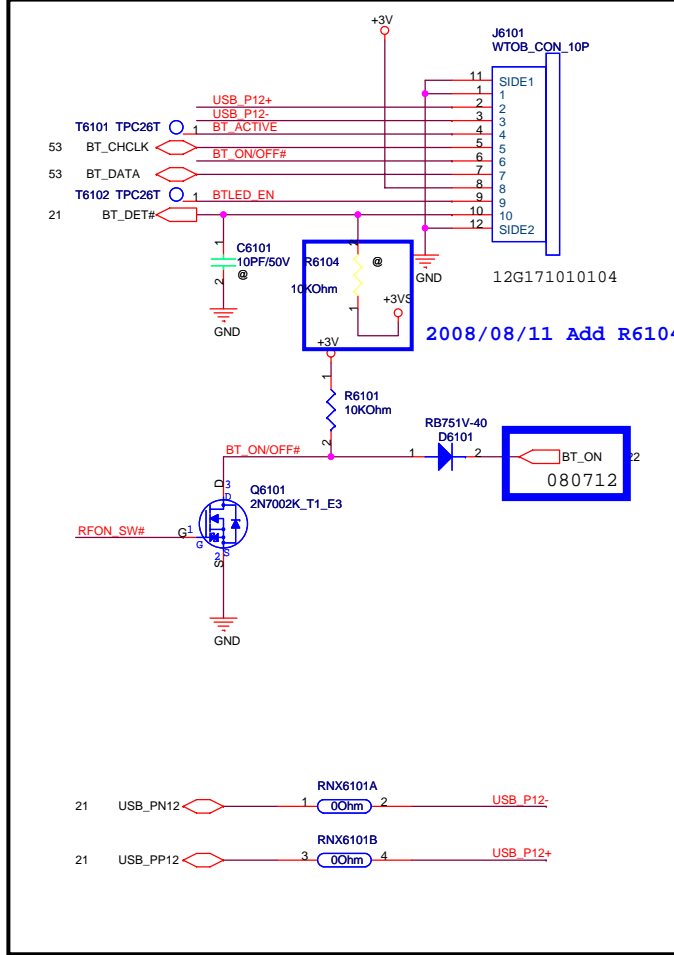 +3V
J6101
WTOB_CON_10P
11 SIDE1
1 1
USB_P12+ 2 2
USB_P12- 3 3
T6101 TPC26T 1 BT_ACTIVE 4 4
53 BT_CHCLK 5 5
BT_ON/OFF# 6 6
53 BT_DATA 7 7
8 8
T6102 TPC26T 1 BTLED_EN 9 9
21 BT_DET# 10 10
12 SIDE2
1 C6101
10PF/50V
@
2
GND
2 R6104 @
10KOhm
1 +3VS
GND
12G171010104
2008/08/11 Add R6104
+3V
1
R6101
10KOhm
2
RB751V-40
D6101
BT_ON/OFF# 1 2 BT_ON 22
080712
D 3
D
Q6101
2N7002K_T1_E3
RFON_SW# G 1
G
2 S
S
GND
RNX6101A
21 USB_PN12 1 0Ohm 2 USB_P12-
RNX6101B
21 USB_PP12 3 0Ohm 4 USB_P12+